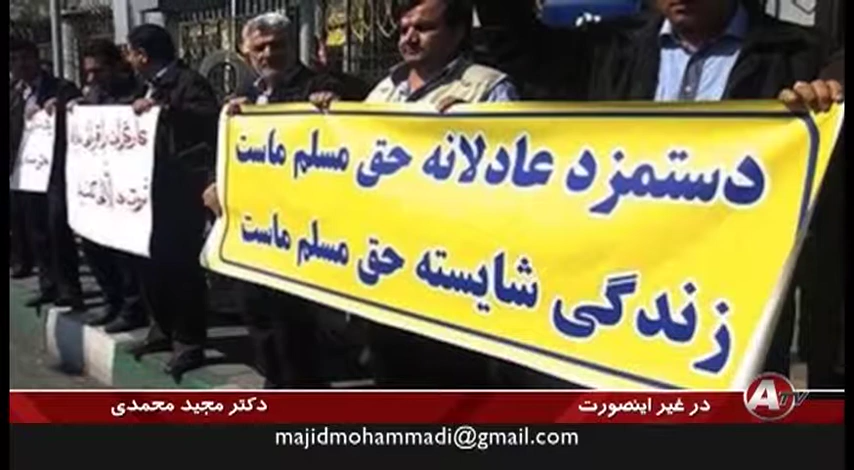 دستمزد عادلانه حق مسلم ماست
زندگی شایسته حق مسلم ماست
در غیر اینصورت
دکتر مجید محمدی
ATV
majidmohammadi@gmail.com